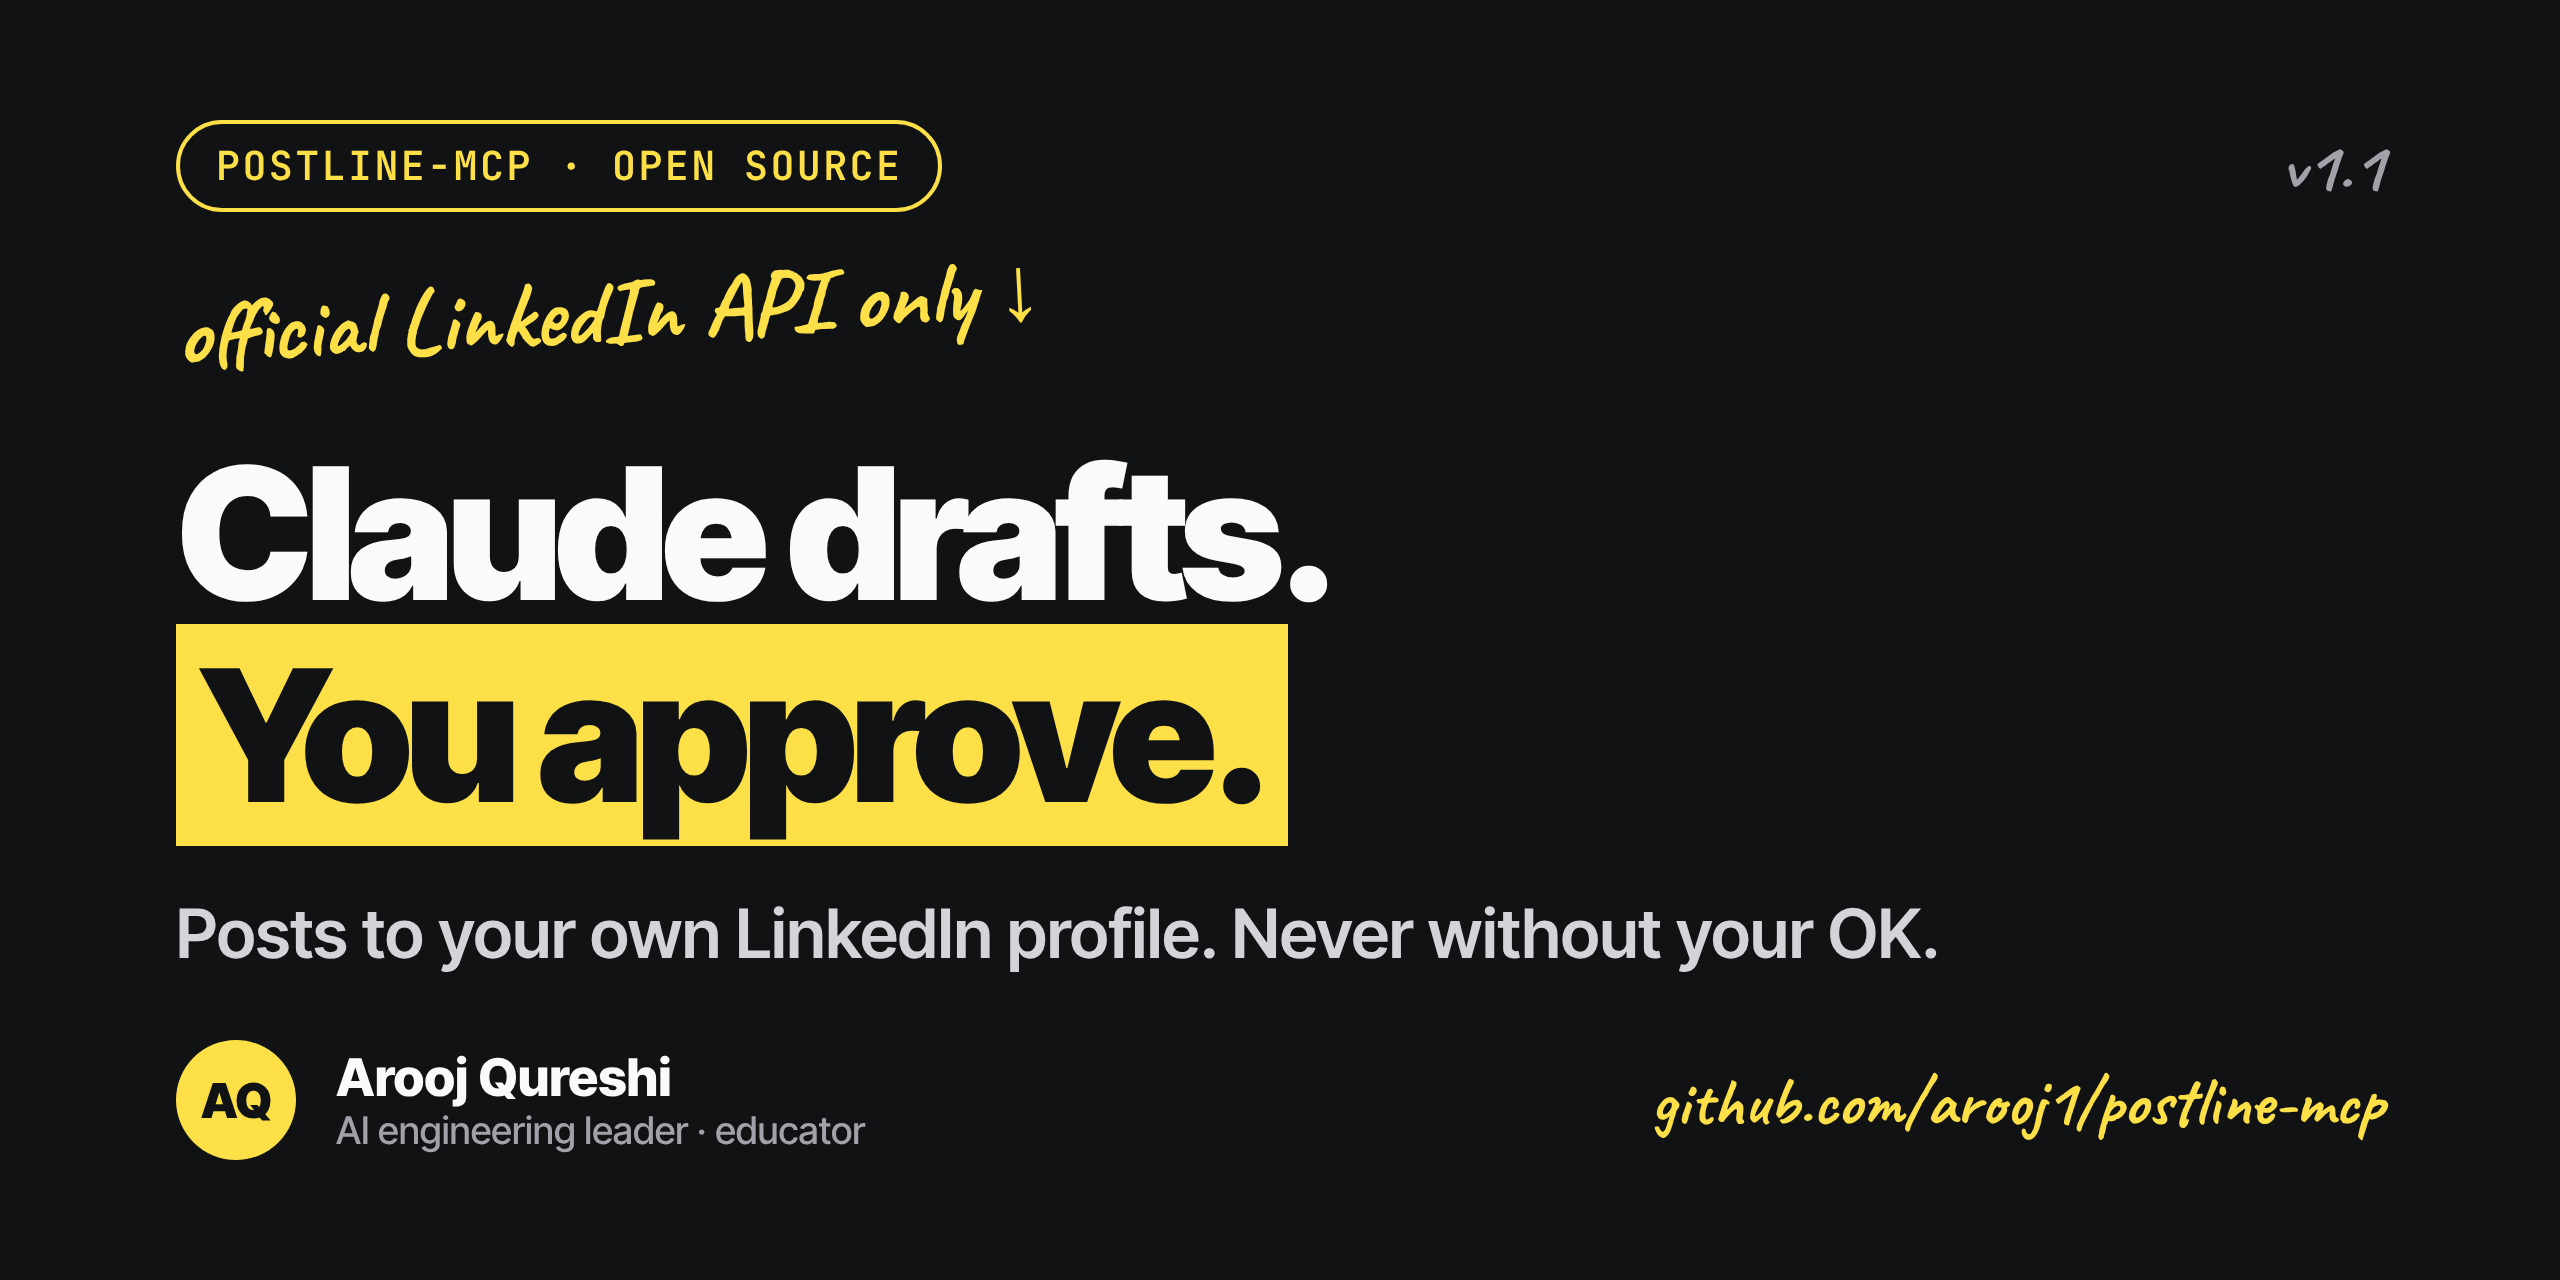 POSTLINE-MCP · OPEN SOURCE
v1.1
official LinkedIn API only ↓
Claude drafts.
You approve.
Posts to your own LinkedIn profile. Never without your OK.
AQ
Arooj Qureshi
AI engineering leader · educator
github.com/arooj1/postline-mcp